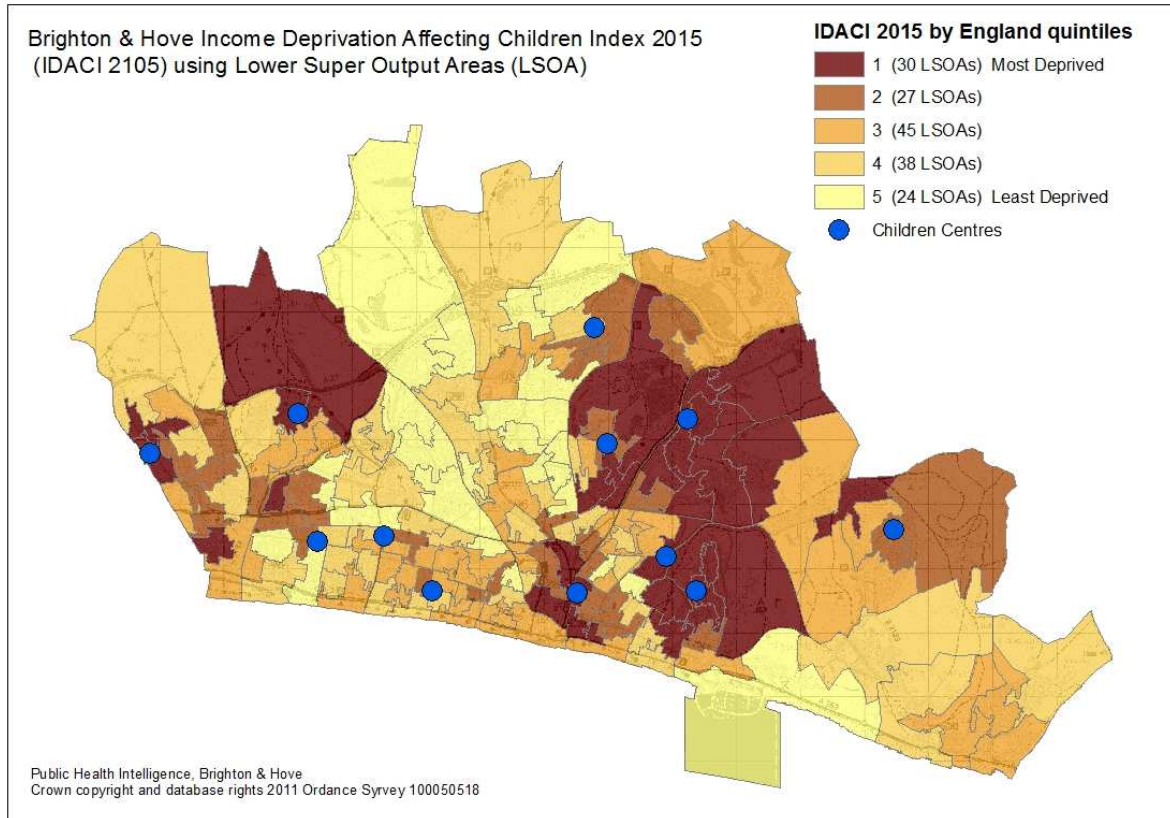 Brighton & Hove Income Deprivation Affecting Children Index 2015
(IDACI 2105) using Lower Super Output Areas (LSOA)
IDACI 2015 by England quintiles
1 (30 LSOAs) Most Deprived
2 (27 LSOAs)
3 (45 LSOAs)
4 (38 LSOAs)
5 (24 LSOAs) Least Deprived
Children Centres
Public Health Intelligence, Brighton & Hove
Crown copyright and database rights 2011 Ordance Syrvey 100050518